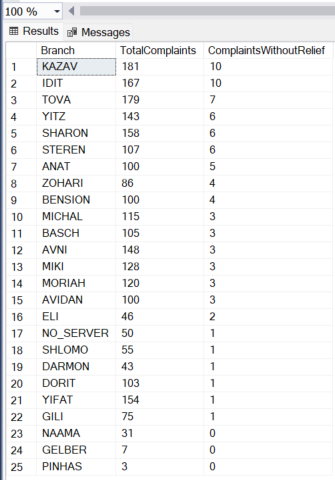 100 %
Results Messages
Branch TotalComplaints ComplaintsWithoutRelief
1 KAZAV 181 10
2 IDIT 167 10
3 TOVA 179 7
4 YITZ 143 6
5 SHARON 158 6
6 STEREN 107 6
7 ANAT 100 5
8 ZOHARI 86 4
9 BENSION 100 4
10 MICHAL 115 3
11 BASCH 105 3
12 AVNI 148 3
13 MIKI 128 3
14 MORIAH 120 3
15 AVIDAN 100 3
16 ELI 46 2
17 NO_SERVER 50 1
18 SHLOMO 55 1
19 DARMON 43 1
20 DORIT 103 1
21 YIFAT 154 1
22 GILI 75 1
23 NAAMA 31 0
24 GELBER 7 0
25 PINHAS 3 0